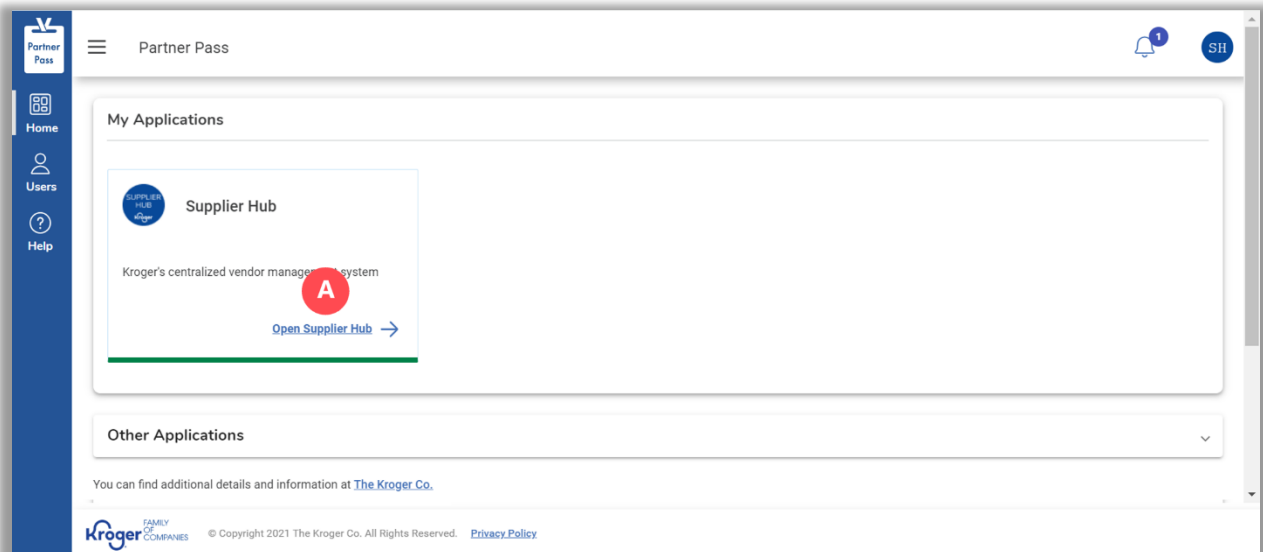 Partner
Pass
Partner Pass
1
SH
Home
Users
Help
My Applications
SUPPLIER
HUB
Kroger
Supplier Hub
Kroger's centralized vendor management system
A
Open Supplier Hub
Other Applications
You can find additional details and information at The Kroger Co.
Kroger FAMILY
OF
COMPANIES
© Copyright 2021 The Kroger Co. All Rights Reserved. Privacy Policy